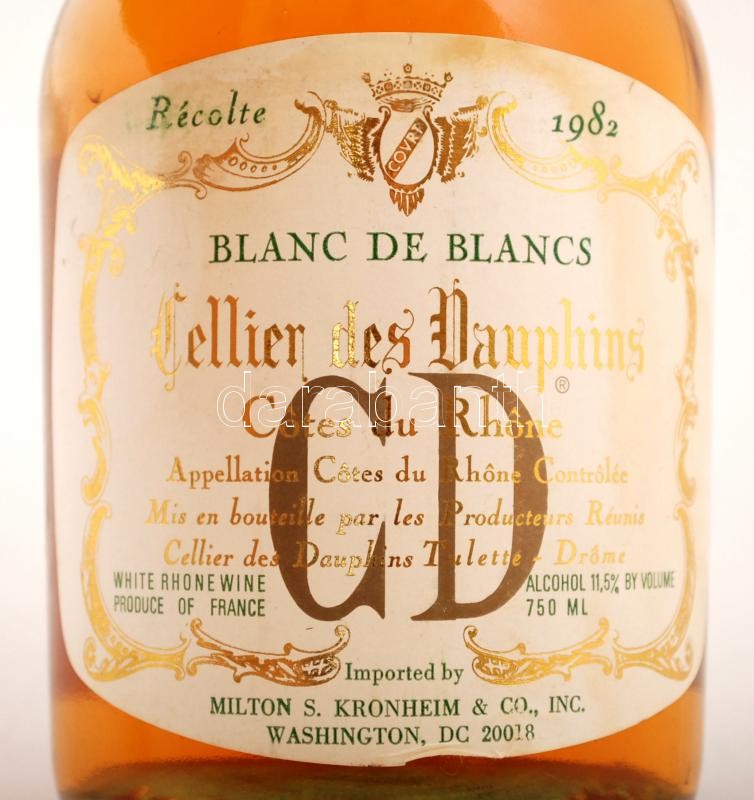 Récolte 1982
COVRT
BLANC DE BLANCS
Cellier des Dauphins
CD
®
darabanth
Côtes du Rhône
Appellation Côtes du Rhône Contrôlée
Mis en bouteille par les Producteurs Réunis
Cellier des Dauphins Tulette - Drôme
WHITE RHONE WINE ALCOHOL 11,5% BY VOLUME
PRODUCE OF FRANCE 750 ML
Imported by
MILTON S. KRONHEIM & CO., INC.
WASHINGTON, DC 20018